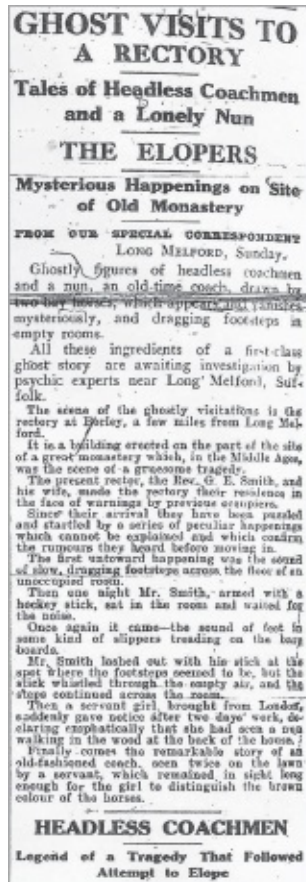 GHOST VISITS TO
A RECTORY
Tales of Headless Coachmen
and a Lonely Nun
THE ELOPERS
Mysterious Happenings on Site
of Old Monastery
FROM OUR SPECIAL CORRESPONDENT
LONG MELFORD, Sunday.
Ghostly figures of headless coachmen
and a nun, an old-time coach, drawn by
two bay horses, which appears and vanishes
mysteriously, and dragging footsteps in
empty rooms.
All these ingredients of a first-class
ghost story are awaiting investigation by
psychic experts near Long Melford, Suf-
folk.
The scene of the ghostly visitations is the
rectory at Borley, a few miles from Long Mel-
ford.
It is a building erected on the part of the site
of a great monastery which, in the Middle Ages,
was the scene of a gruesome tragedy.
The present rector, the Rev. G. E. Smith, and
his wife, made the rectory their residence in
the face of warnings by previous occupiers.
Since their arrival they have been puzzled
and startled by a series of peculiar happenings
which cannot be explained and which confirm
the rumours they heard before moving in.
The first untoward happening was the sound
of slow, dragging footsteps across the floor of an
unoccupied room.
Then one night Mr. Smith, armed with a
hockey stick, sat in the room and waited for
the noise.
Once again it came—the sound of feet in
some kind of slippers treading on the bare
boards.
Mr. Smith lashed out with his stick at the
spot where the footsteps seemed to be, but the
stick whistled through the empty air, and the
steps continued across the room.
Then a servant girl, brought from London,
suddenly gave notice after two days' work, de-
claring emphatically that she had seen a nun
walking in the wood at the back of the house.
Finally comes the remarkable story of an
old-fashioned coach, seen twice on the lawn
by a servant, which remained in sight long
enough for the girl to distinguish the brown
colour of the horses.
HEADLESS COACHMEN
Legend of a Tragedy That Followed
Attempt to Elope